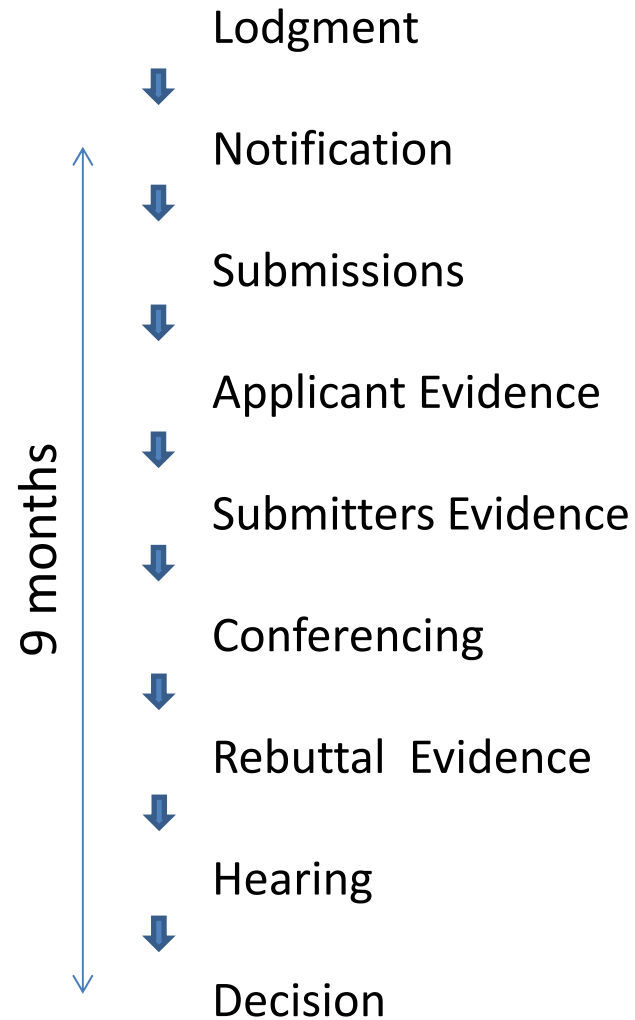 Lodgment
Notification
Submissions
Applicant Evidence
Submitters Evidence
Conferencing
Rebuttal  Evidence
Hearing
Decision
9 months